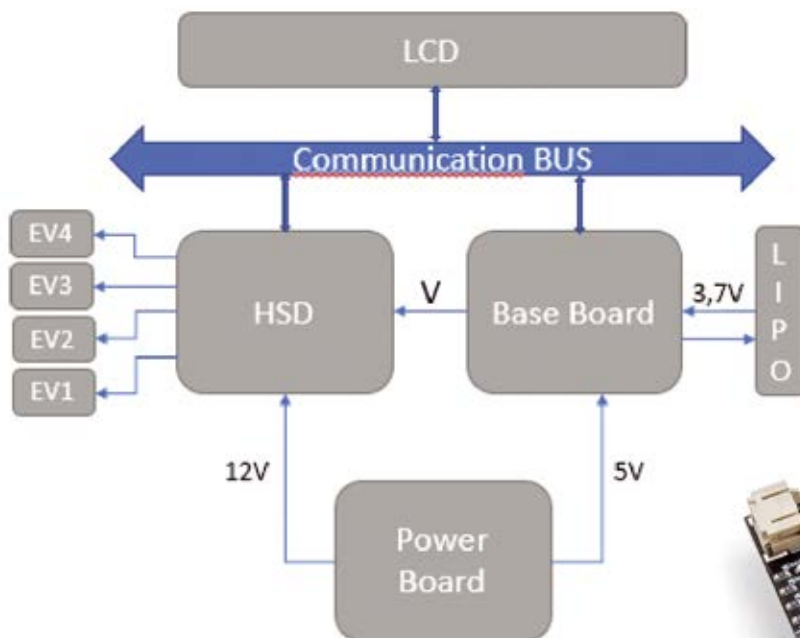 LCD
Communication BUS
EV4
EV3
EV2
EV1
HSD
V
Base Board
3,7V
L
I
P
O
12V
5V
Power
Board